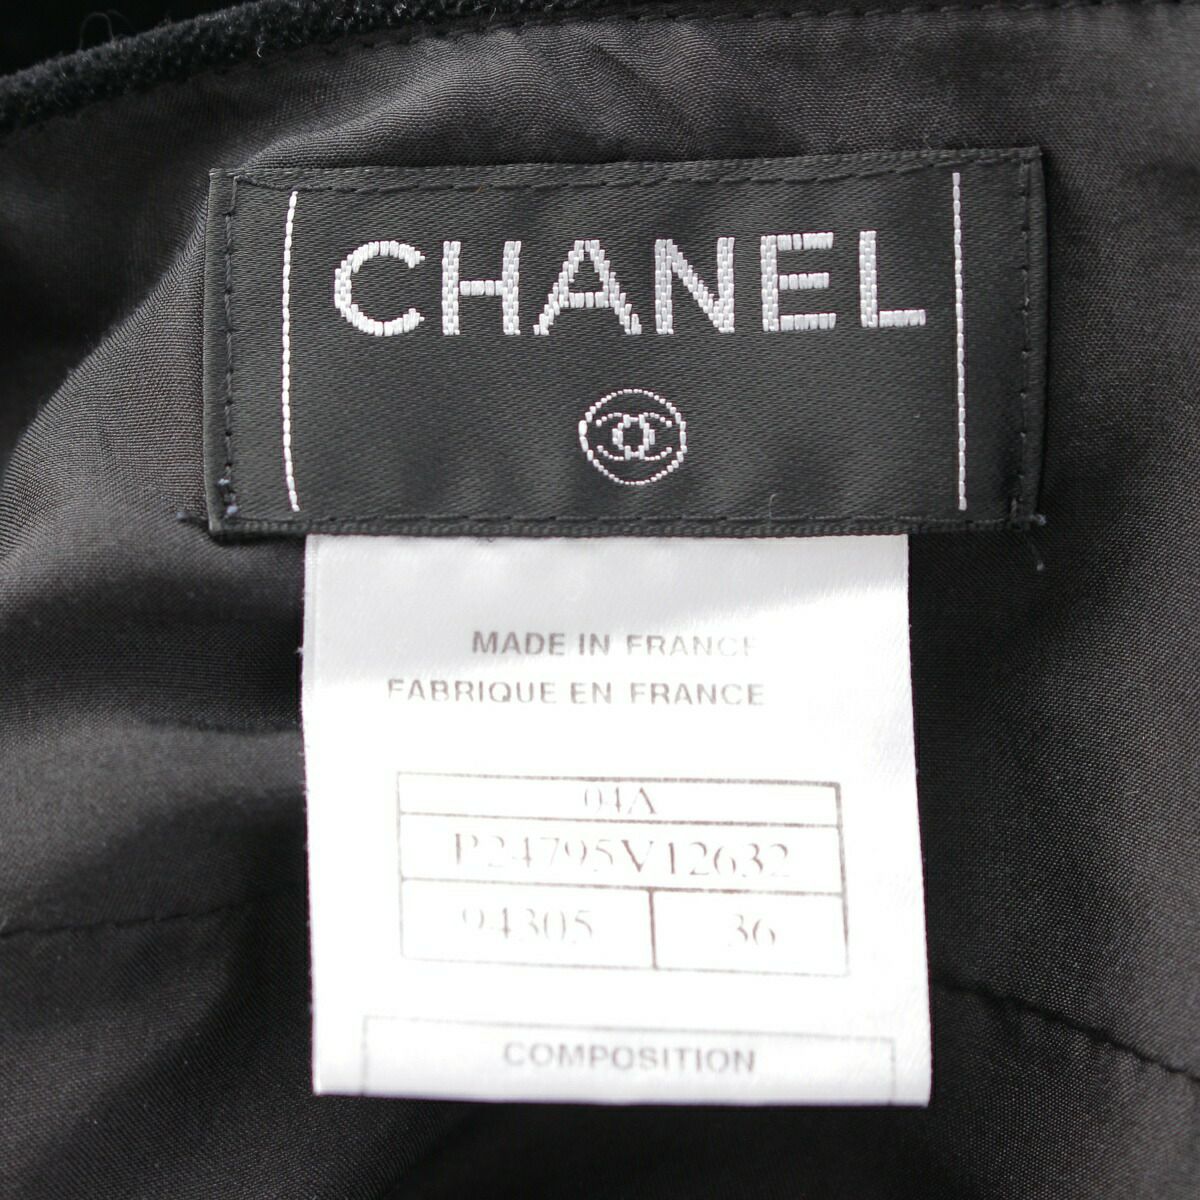 CHANEL
MADE IN FRANCE
FABRIQUE EN FRANCE
04A
P24795V12632
94305 36
COMPOSITION